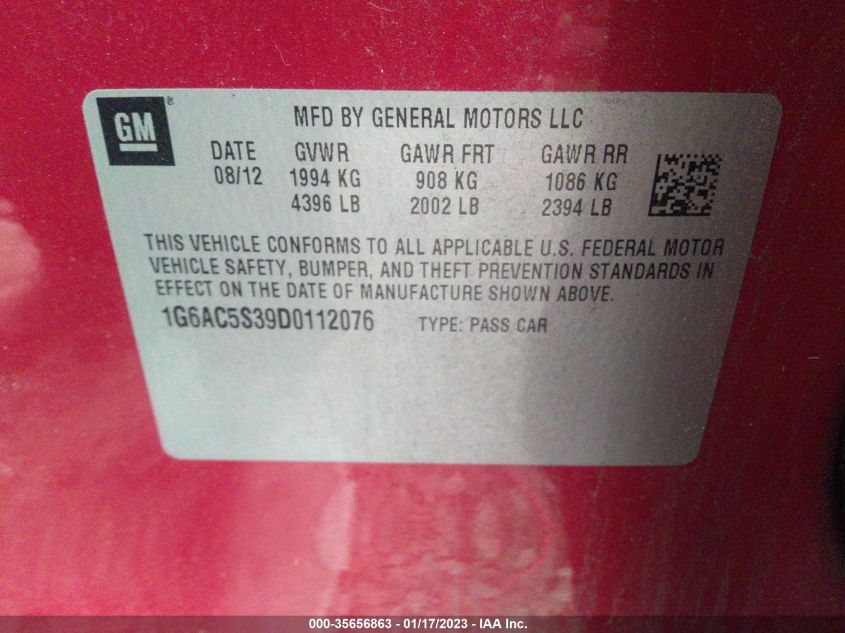 GM®
MFD BY GENERAL MOTORS LLC
DATE GVWR GAWR FRT GAWR RR
08/12 1994 KG 908 KG 1086 KG
4396 LB 2002 LB 2394 LB
THIS VEHICLE CONFORMS TO ALL APPLICABLE U.S. FEDERAL MOTOR
VEHICLE SAFETY, BUMPER, AND THEFT PREVENTION STANDARDS IN
EFFECT ON THE DATE OF MANUFACTURE SHOWN ABOVE.
1G6AC5S39D0112076 TYPE: PASS CAR
000-35656863 - 01/17/2023 - IAA Inc.